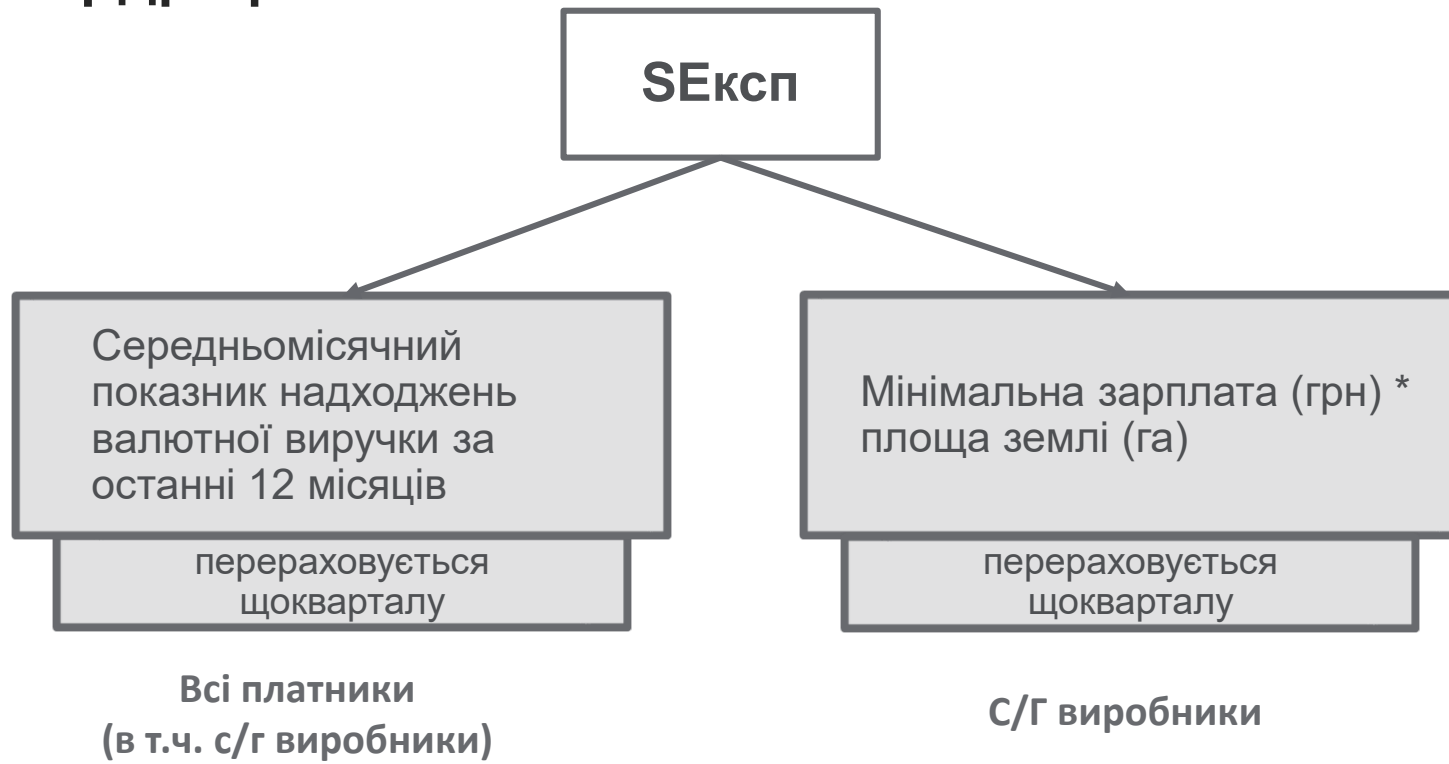 SЕксп
Середньомісячний
показник надходжень
валютної виручки за
останні 12 місяців
перераховується
щокварталу
Всі платники
(в т.ч. с/г виробники)
Мінімальна зарплата (грн) *
площа землі (га)
перераховується
щокварталу
С/Г виробники